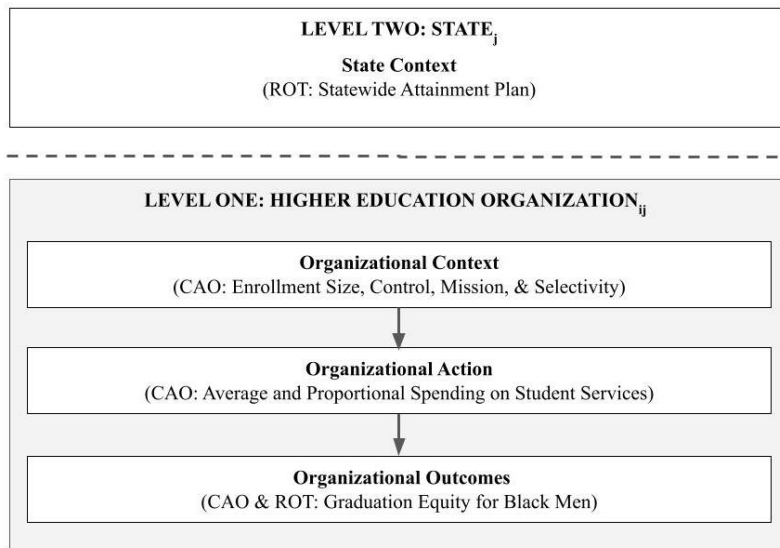 LEVEL TWO: STATEj
State Context
(ROT: Statewide Attainment Plan)
LEVEL ONE: HIGHER EDUCATION ORGANIZATIONij
Organizational Context
(CAO: Enrollment Size, Control, Mission, & Selectivity)
Organizational Action
(CAO: Average and Proportional Spending on Student Services)
Organizational Outcomes
(CAO & ROT: Graduation Equity for Black Men)